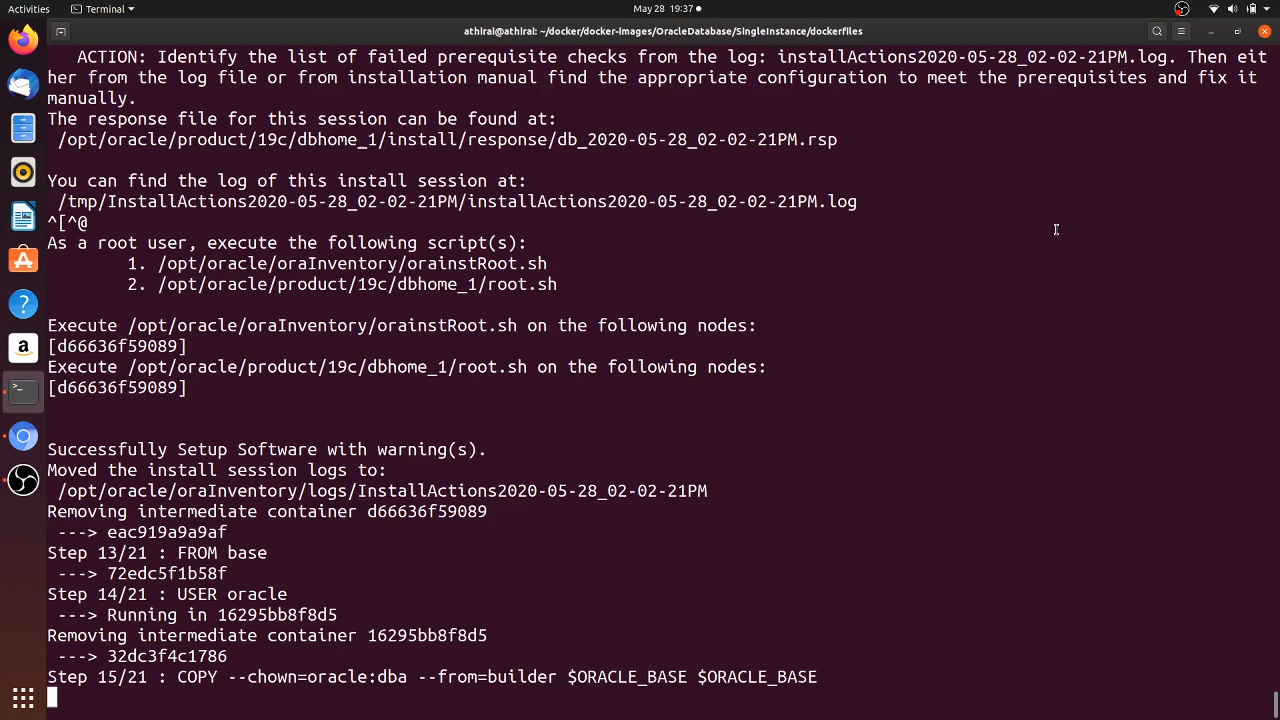 Activities
Terminal
May 28 19:37
athirai@athirai: ~/docker/docker-images/OracleDatabase/SingleInstance/dockerfiles
ACTION: Identify the list of failed prerequisite checks from the log: installActions2020-05-28_02-02-21PM.log. Then eit
her from the log file or from installation manual find the appropriate configuration to meet the prerequisites and fix it
manually.
The response file for this session can be found at:
/opt/oracle/product/19c/dbhome_1/install/response/db_2020-05-28_02-02-21PM.rsp
You can find the log of this install session at:
/tmp/InstallActions2020-05-28_02-02-21PM/installActions2020-05-28_02-02-21PM.log
^[^@
As a root user, execute the following script(s):
1. /opt/oracle/oraInventory/orainstRoot.sh
2. /opt/oracle/product/19c/dbhome_1/root.sh
Execute /opt/oracle/oraInventory/orainstRoot.sh on the following nodes:
[d66636f59089]
Execute /opt/oracle/product/19c/dbhome_1/root.sh on the following nodes:
[d66636f59089]
Successfully Setup Software with warning(s).
Moved the install session logs to:
/opt/oracle/oraInventory/logs/InstallActions2020-05-28_02-02-21PM
Removing intermediate container d66636f59089
---> eac919a9a9af
Step 13/21 : FROM base
---> 72edc5f1b58f
Step 14/21 : USER oracle
---> Running in 16295bb8f8d5
Removing intermediate container 16295bb8f8d5
---> 32dc3f4c1786
Step 15/21 : COPY --chown=oracle:dba --from=builder $ORACLE_BASE $ORACLE_BASE